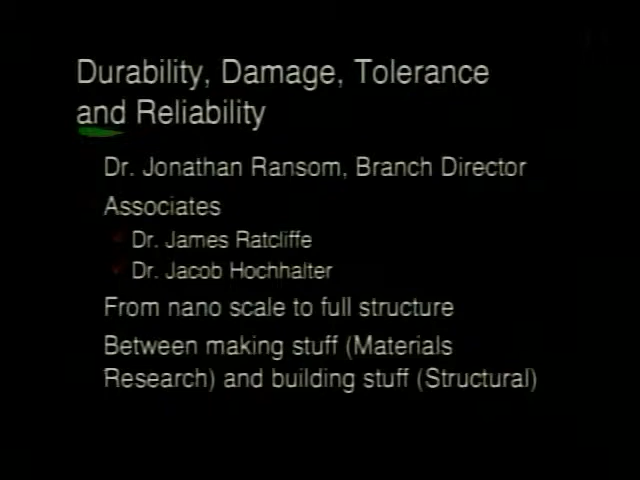 Durability, Damage, Tolerance
and Reliability
Dr. Jonathan Ransom, Branch Director
Associates
Dr. James Ratcliffe
Dr. Jacob Hochhalter
From nano scale to full structure
Between making stuff (Materials
Research) and building stuff (Structural)